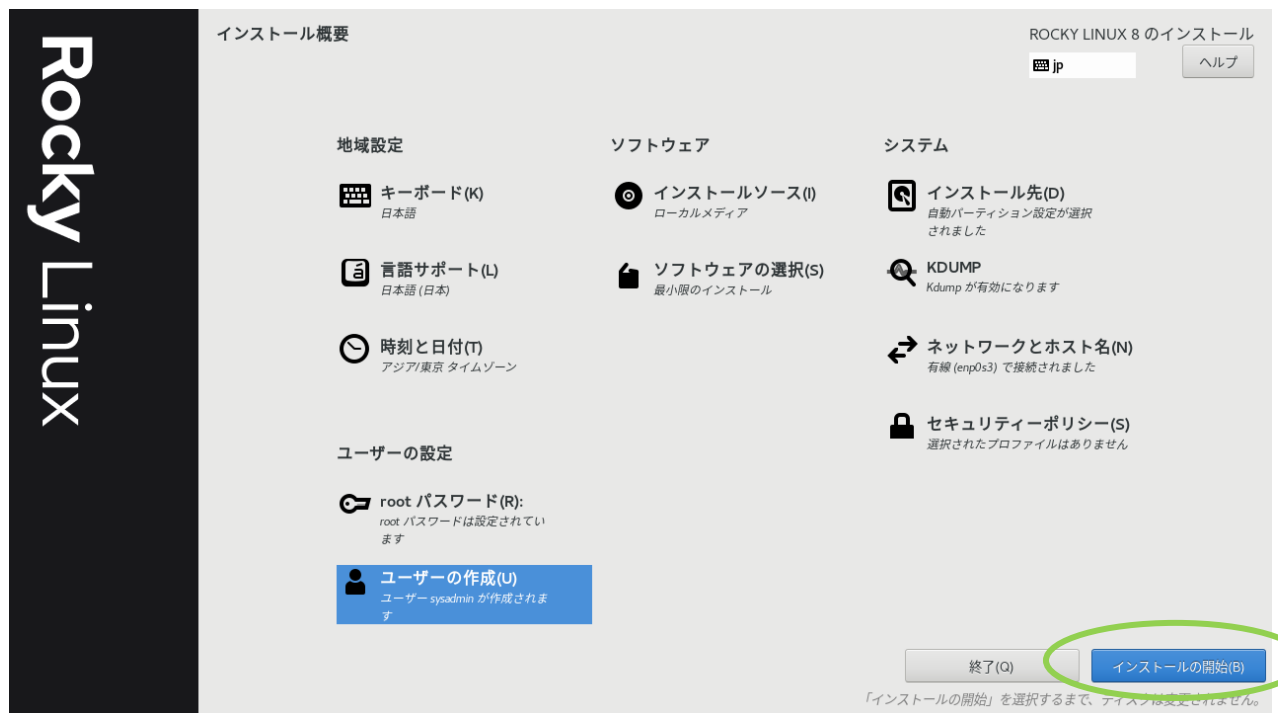 Rocky Linux
インストール概要
ROCKY LINUX 8 のインストール
jp
ヘルプ
地域設定
キーボード(K)
日本語
言語サポート(L)
日本語 (日本)
時刻と日付(T)
アジア/東京 タイムゾーン
ソフトウェア
インストールソース(I)
ローカルメディア
ソフトウェアの選択(S)
最小限のインストール
システム
インストール先(D)
自動パーティション設定が選択
されました
KDUMP
Kdump が有効になります
ネットワークとホスト名(N)
有線 (enp0s3) で接続されました
セキュリティーポリシー(S)
選択されたプロファイルはありません
ユーザーの設定
root パスワード(R):
root パスワードは設定されてい
ます
ユーザーの作成(U)
ユーザー sysadmin が作成されま
す
終了(Q)
インストールの開始(B)
「インストールの開始」を選択するまで、ディスクは変更されません。